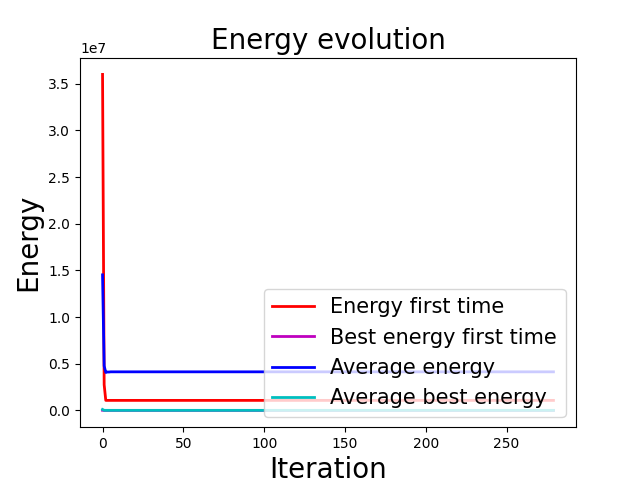 Energy evolution
1e7
3.5
3.0
2.5
2.0
1.5
1.0
0.5
0.0
Energy
Energy first time
Best energy first time
Average energy
Average best energy
0 50 100 150 200 250
Iteration